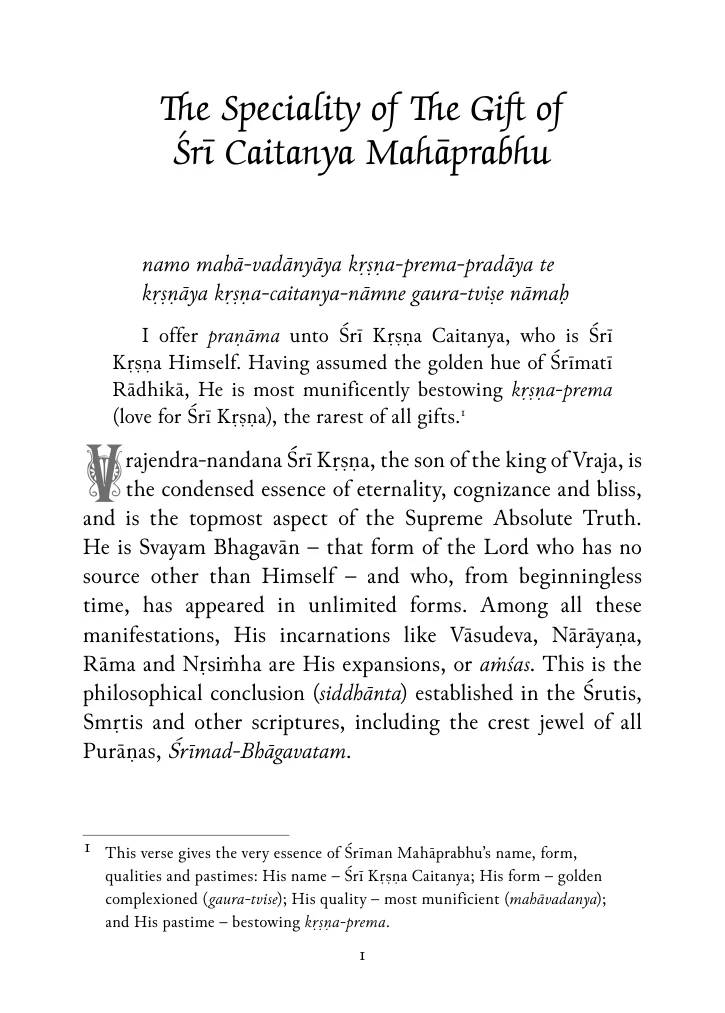 The Speciality of The Gift of
Śrī Caitanya Mahāprabhu
namo mahā-vadānyāya kṛṣṇa-prema-pradāya te
kṛṣṇāya kṛṣṇa-caitanya-nāmne gaura-tviṣe nāmaḥ
I offer praṇāma unto Śrī Kṛṣṇa Caitanya, who is Śrī
Kṛṣṇa Himself. Having assumed the golden hue of Śrīmatī
Rādhikā, He is most munificently bestowing kṛṣṇa-prema
(love for Śrī Kṛṣṇa), the rarest of all gifts.¹
Vrajendra-nandana Śrī Kṛṣṇa, the son of the king of Vraja, is
the condensed essence of eternality, cognizance and bliss,
and is the topmost aspect of the Supreme Absolute Truth.
He is Svayam Bhagavān – that form of the Lord who has no
source other than Himself – and who, from beginningless
time, has appeared in unlimited forms. Among all these
manifestations, His incarnations like Vāsudeva, Nārāyaṇa,
Rāma and Nṛsiṁha are His expansions, or aṁśas. This is the
philosophical conclusion (siddhānta) established in the Śrutis,
Smṛtis and other scriptures, including the crest jewel of all
Purāṇas, Śrīmad-Bhāgavatam.
1 This verse gives the very essence of Śrīman Mahāprabhu’s name, form,
qualities and pastimes: His name – Śrī Kṛṣṇa Caitanya; His form – golden
complexioned (gaura-tvise); His quality – most munificient (mahāvadanya);
and His pastime – bestowing kṛṣṇa-prema.
1